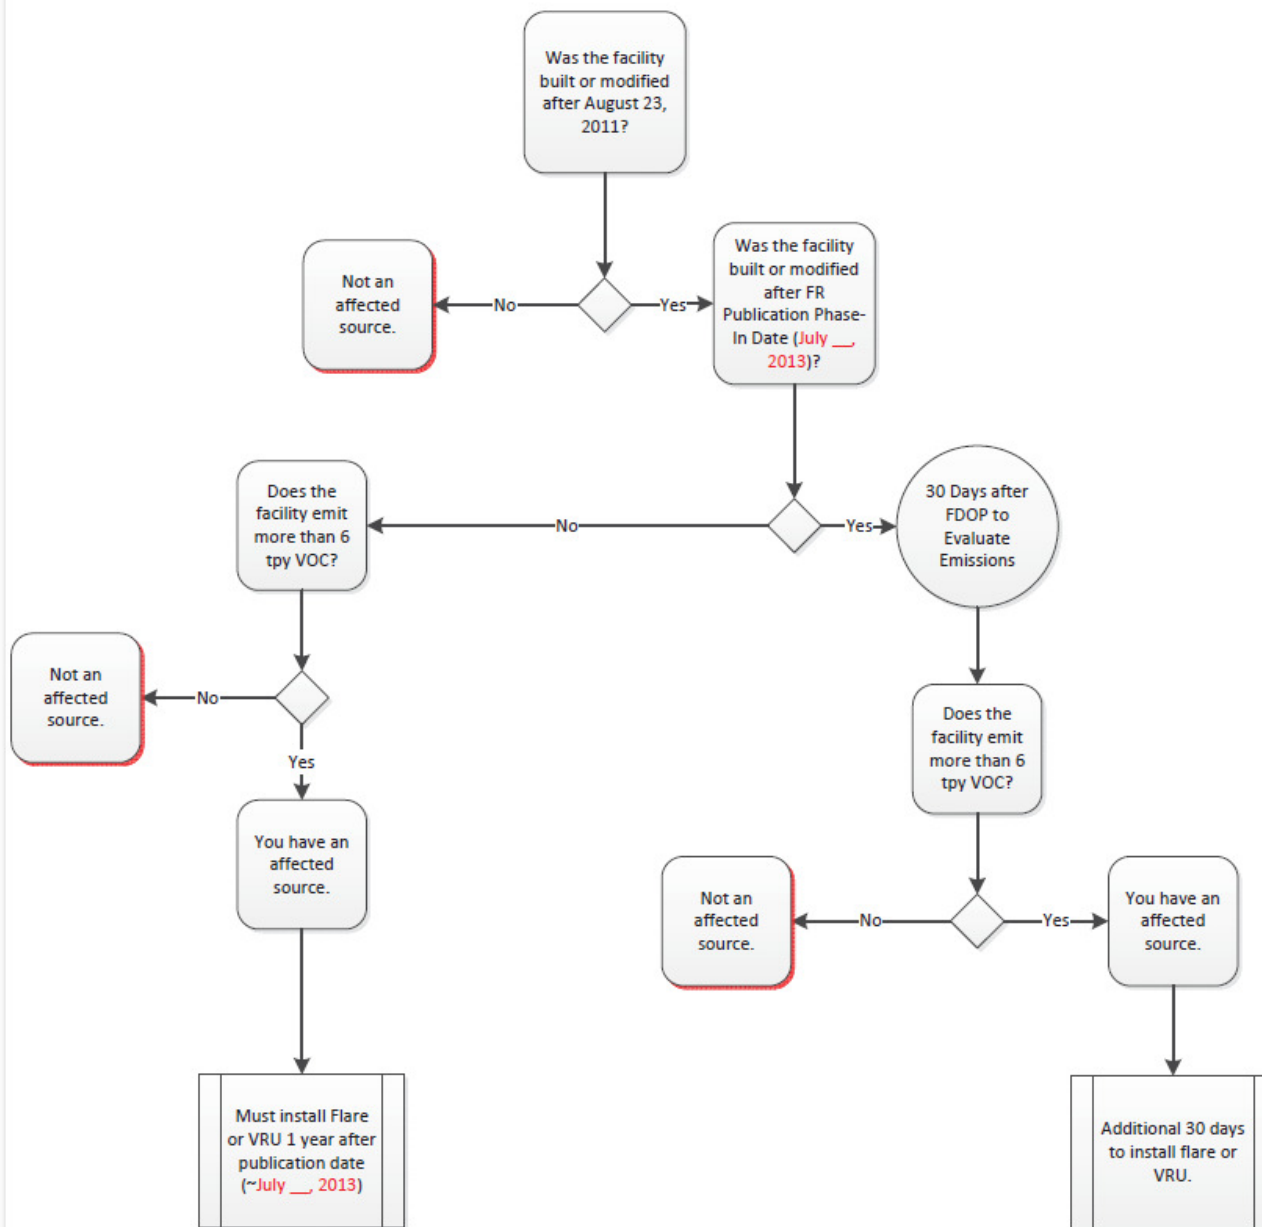 Was the facility
built or modified
after August 23,
2011?
Not an
affected
source.
No
Yes
Was the facility
built or modified
after FR
Publication Phase-
In Date (July __,
2013)?
Does the
facility emit
more than 6
tpy VOC?
No
Yes
30 Days after
FDOP to
Evaluate
Emissions
Not an
affected
source.
No
Yes
Does the
facility emit
more than 6
tpy VOC?
You have an
affected
source.
Not an
affected
source.
No
Yes
You have an
affected
source.
Must install Flare
or VRU 1 year after
publication date
(~July __, 2013)
Additional 30 days
to install flare or
VRU.